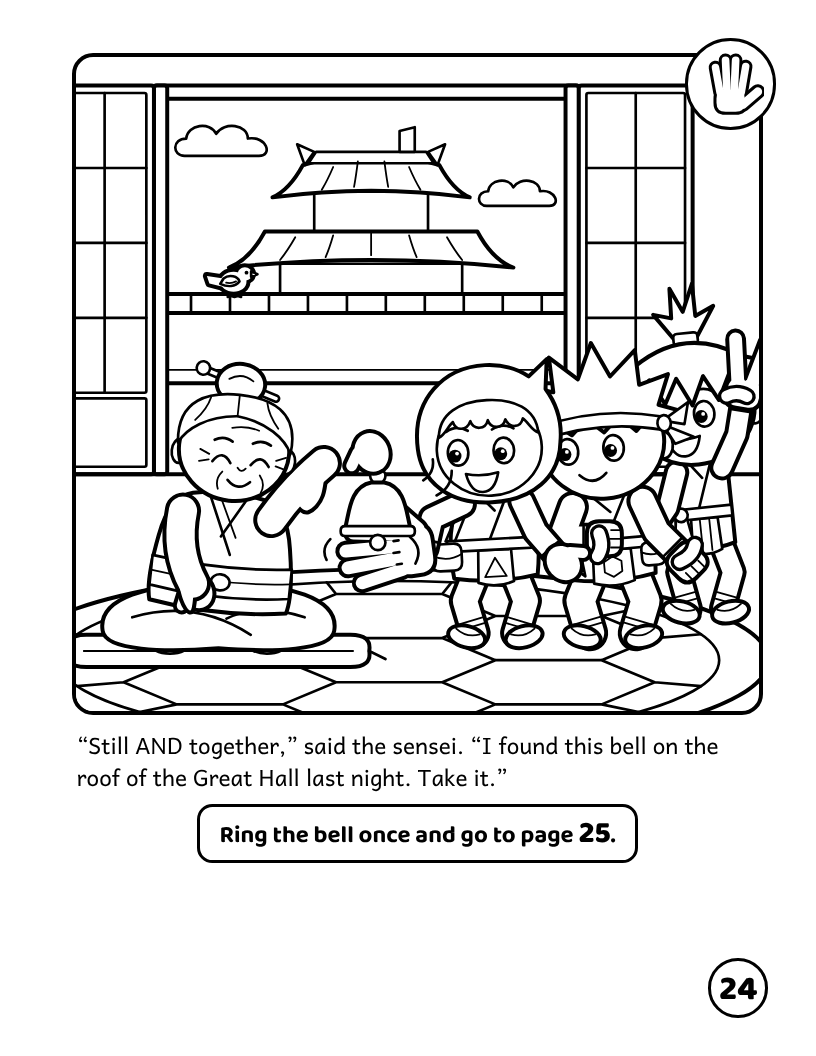 “Still AND together,” said the sensei. “I found this bell on the
roof of the Great Hall last night. Take it.”
Ring the bell once and go to page 25.
24